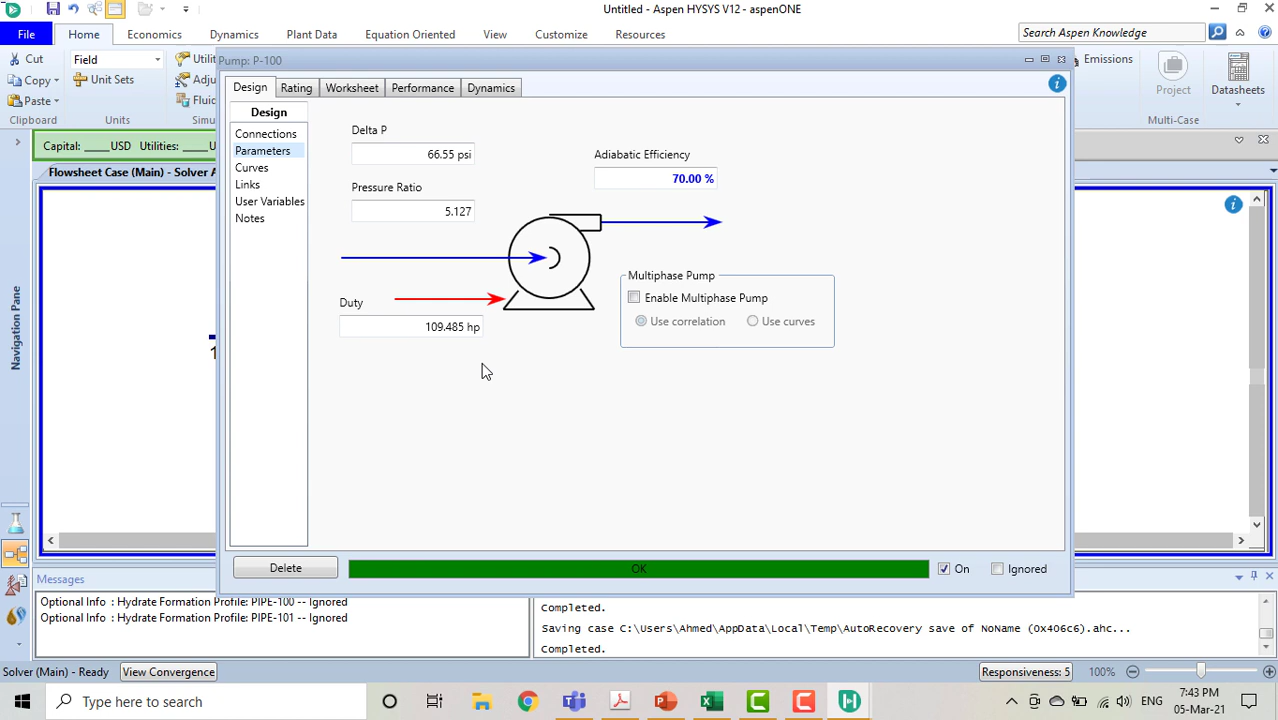 Untitled - Aspen HYSYS V12 - aspenONE
File Home Economics Dynamics Plant Data Equation Oriented View Customize Resources Search Aspen Knowledge
Cut Field
Copy Unit Sets
Paste
Clipboard Units
Pump: P-100
Emissions
Project Datasheets
Multi-Case
Design Rating Worksheet Performance Dynamics
Design
Connections
Parameters
Curves
Links
User Variables
Notes
Delta P
66.55 psi
Pressure Ratio
5.127
Adiabatic Efficiency
70.00 %
Duty
109.485 hp
Multiphase Pump
Enable Multiphase Pump
Use correlation Use curves
Capital: ____USD Utilities:
Flowsheet Case (Main) - Solver A
Navigation Pane
1
Delete OK On Ignored
Messages
Optional Info : Hydrate Formation Profile: PIPE-100 -- Ignored
Optional Info : Hydrate Formation Profile: PIPE-101 -- Ignored
Completed.
Saving case C:\Users\Ahmed\AppData\Local\Temp\AutoRecovery save of NoName (0x406c6).ahc...
Completed.
Solver (Main) - Ready View Convergence Responsiveness: 5 100%
Type here to search
ENG
7:43 PM
05-Mar-21